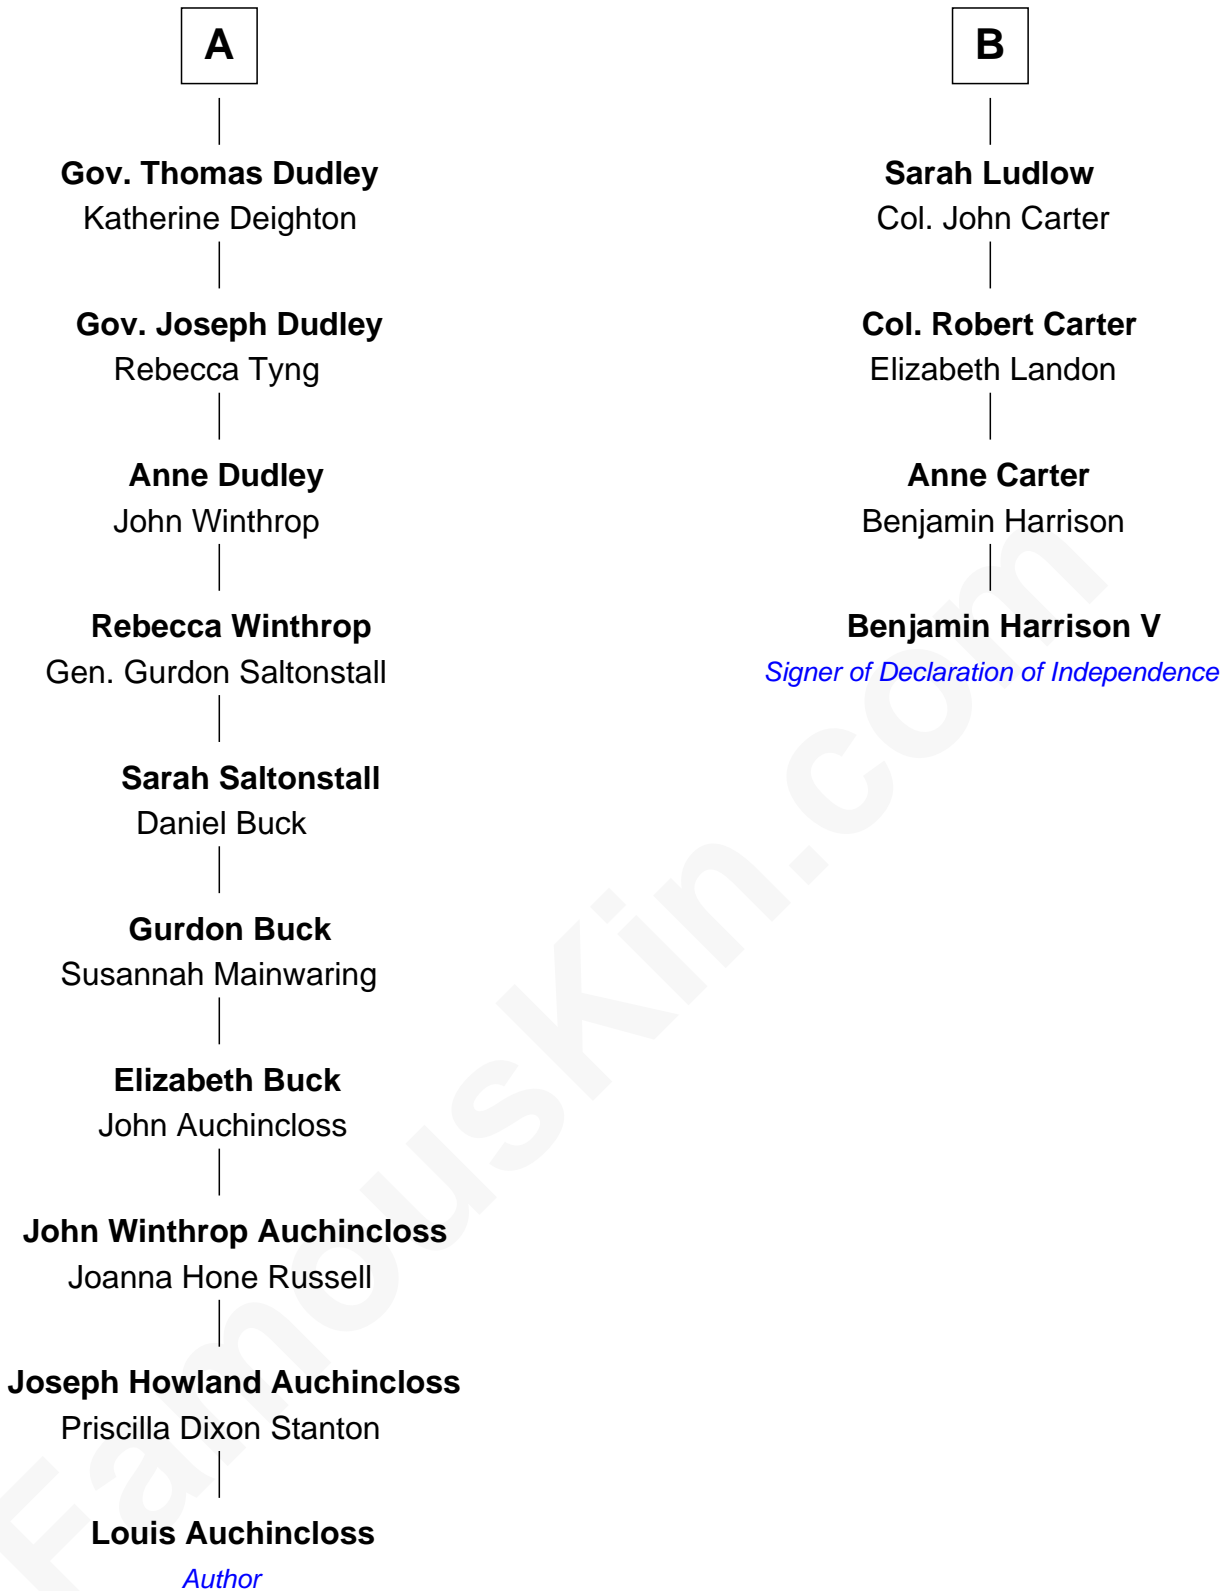 A
Gov. Thomas Dudley
Katherine Deighton
Gov. Joseph Dudley
Rebecca Tyng
Anne Dudley
John Winthrop
Rebecca Winthrop
Gen. Gurdon Saltonstall
Sarah Saltonstall
Daniel Buck
Gurdon Buck
Susannah Mainwaring
Elizabeth Buck
John Auchincloss
John Winthrop Auchincloss
Joanna Hone Russell
Joseph Howland Auchincloss
Priscilla Dixon Stanton
Louis Auchincloss
Author
B
Sarah Ludlow
Col. John Carter
Col. Robert Carter
Elizabeth Landon
Anne Carter
Benjamin Harrison
Benjamin Harrison V
Signer of Declaration of Independence
FamousKin.com